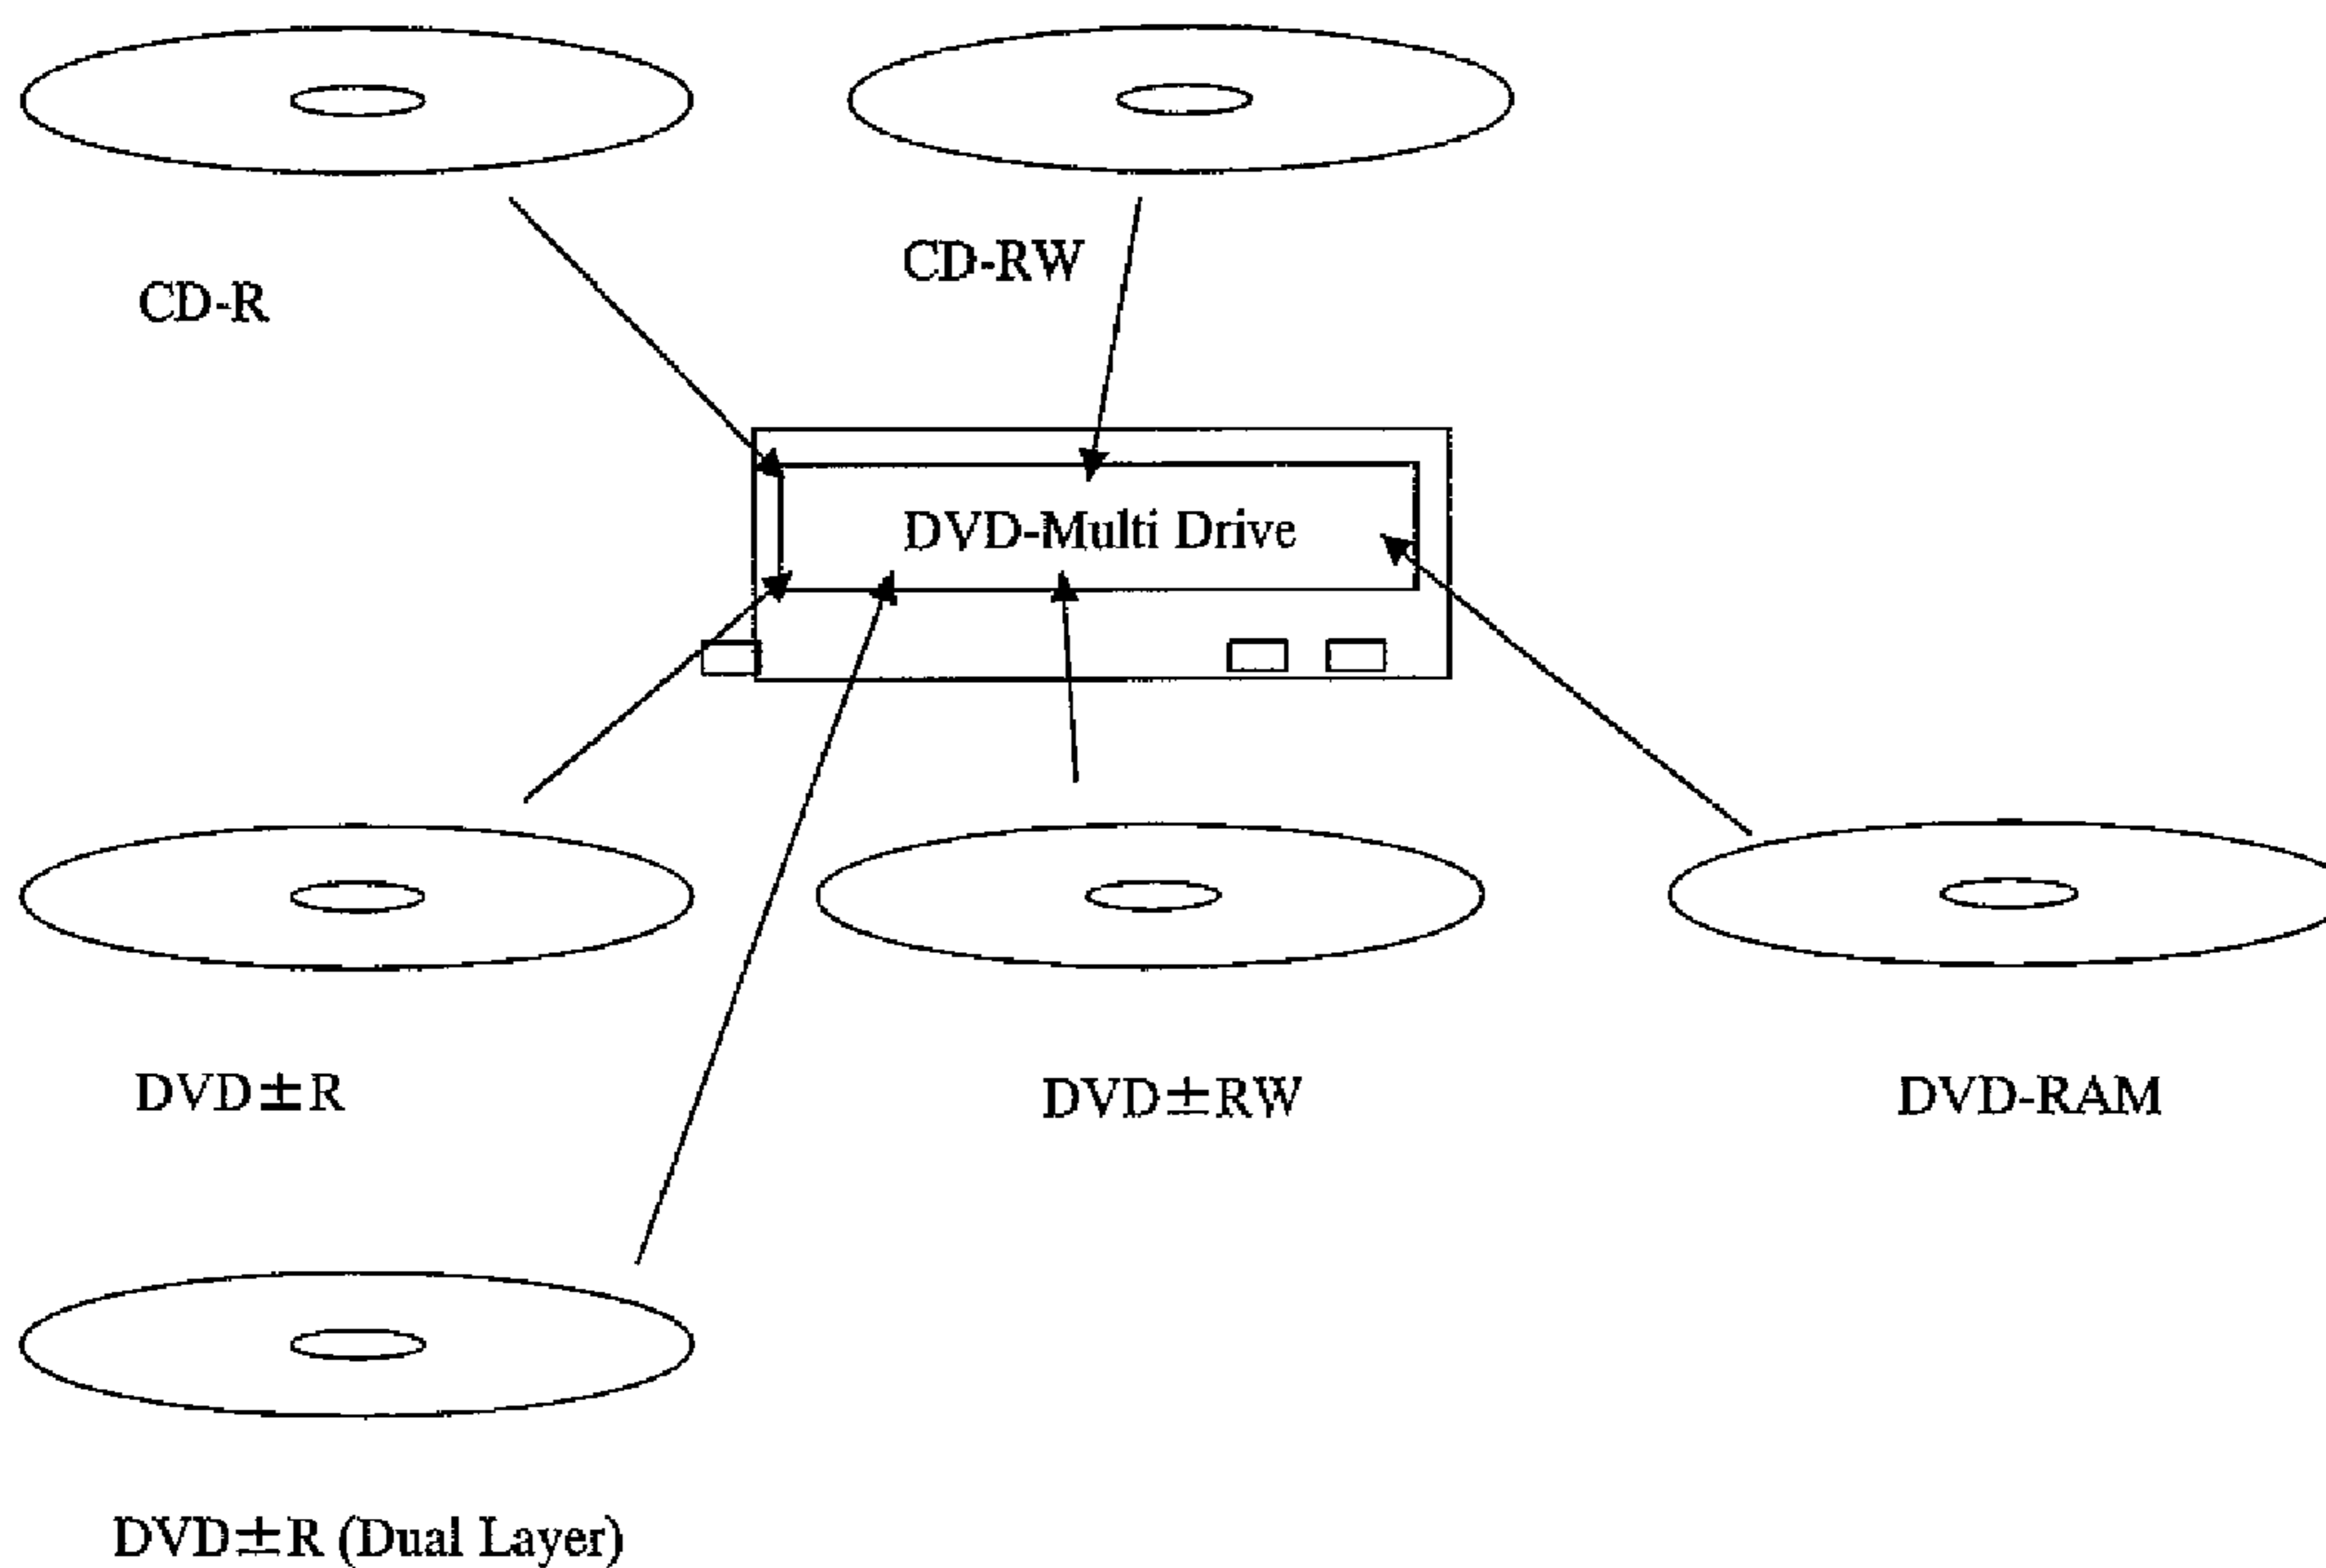 CD-R
CD-RW
DVD-Multi Drive
DVD±R
DVD±RW
DVD-RAM
DVD±R (Dual Layer)